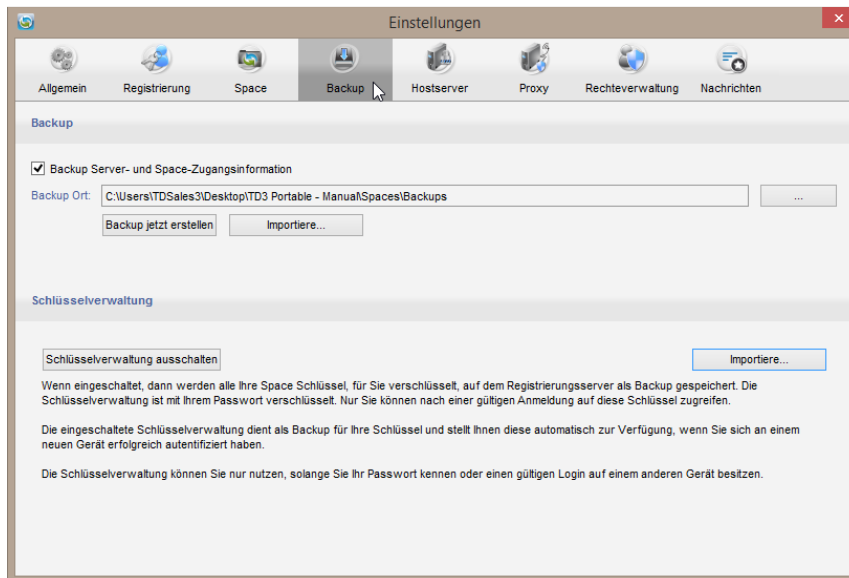 Einstellungen
Allgemein Registrierung Space Backup Hostserver Proxy Rechteverwaltung Nachrichten
Backup
Backup Server- und Space-Zugangsinformation
Backup Ort: C:\Users\TDSales3\Desktop\TD3 Portable - Manual\Spaces\Backups ...
Backup jetzt erstellen Importiere...
Schlüsselverwaltung
Schlüsselverwaltung ausschalten Importiere...
Wenn eingeschaltet, dann werden alle Ihre Space Schlüssel, für Sie verschlüsselt, auf dem Registrierungsserver als Backup gespeichert. Die
Schlüsselverwaltung ist mit Ihrem Passwort verschlüsselt. Nur Sie können nach einer gültigen Anmeldung auf diese Schlüssel zugreifen.
Die eingeschaltete Schlüsselverwaltung dient als Backup für Ihre Schlüssel und stellt Ihnen diese automatisch zur Verfügung, wenn Sie sich an einem
neuen Gerät erfolgreich autentifiziert haben.
Die Schlüsselverwaltung können Sie nur nutzen, solange Sie Ihr Passwort kennen oder einen gültigen Login auf einem anderen Gerät besitzen.